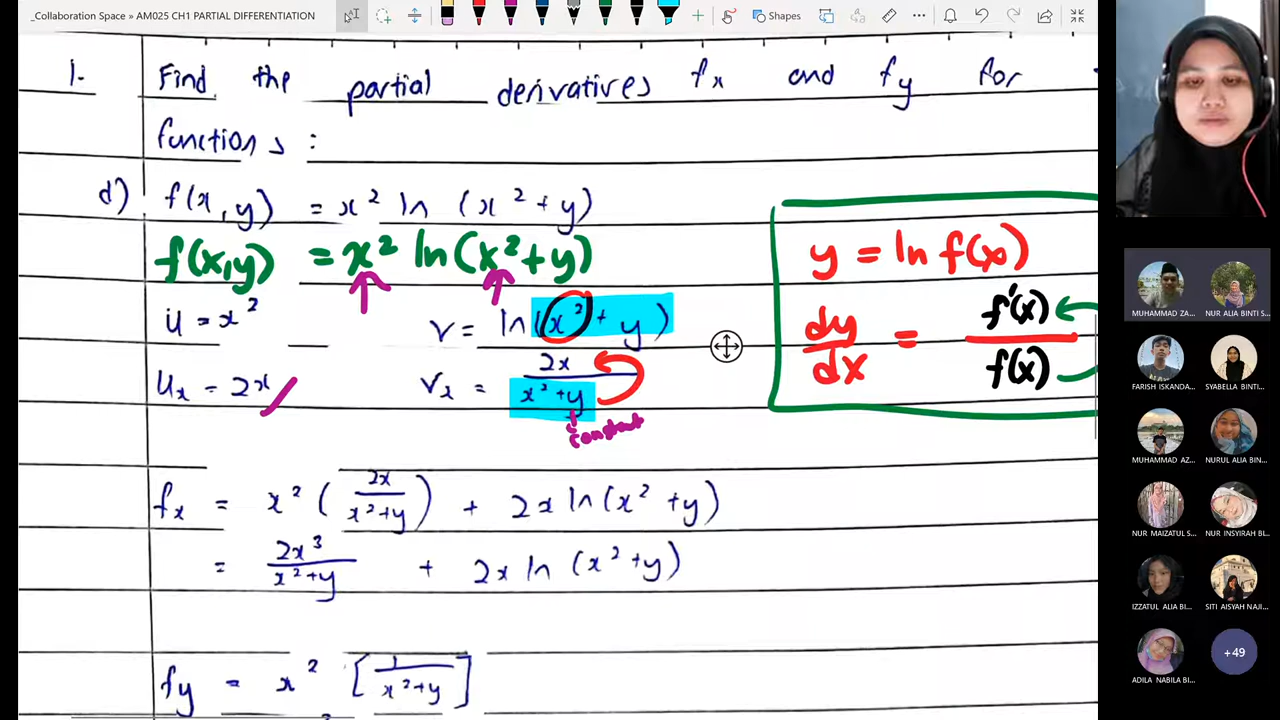 _Collaboration Space » AM025 CH1 PARTIAL DIFFERENTIATION
Shapes
1. Find the partial derivatives fx and fy for
functions :
d) f(x,y) = x² ln (x² + y)
f(x,y) = x² ln(x²+y)
u = x²
v = ln(x² + y)
ux = 2x
vx = 2x / x² + y
constant
y = ln f(x)
dy/dx = f'(x) / f(x)
fx = x² (2x / x²+y) + 2x ln(x² + y)
= 2x³ / x²+y + 2x ln (x² + y)
fy = x² [1 / x²+y]
MUHAMMAD ZA...
NUR ALIA BINTI S...
FARISH ISKANDA...
SYABELLA BINTI...
MUHAMMAD AZ...
NURUL ALIA BIN...
NUR MAIZATUL S...
NUR INSYIRAH BI...
IZZATUL ALIA BI...
SITI AISYAH NAJI...
ADILA NABILA BI...
+49